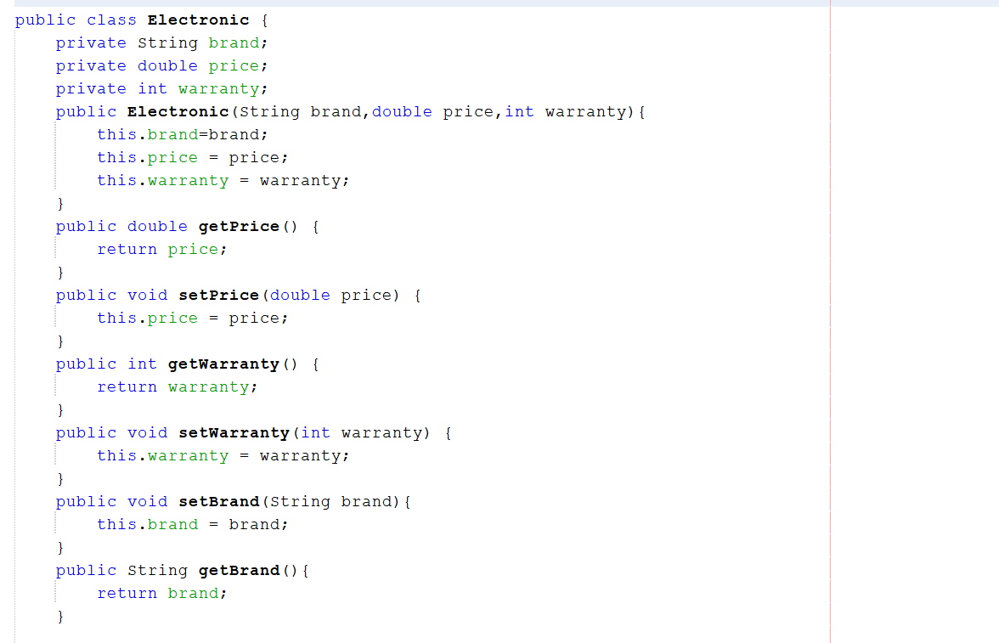 public class Electronic {
    private String brand;
    private double price;
    private int warranty;
    public Electronic(String brand,double price,int warranty){
        this.brand=brand;
        this.price = price;
        this.warranty = warranty;
    }
    public double getPrice() {
        return price;
    }
    public void setPrice(double price) {
        this.price = price;
    }
    public int getWarranty() {
        return warranty;
    }
    public void setWarranty(int warranty) {
        this.warranty = warranty;
    }
    public void setBrand(String brand){
        this.brand = brand;
    }
    public String getBrand(){
        return brand;
    }